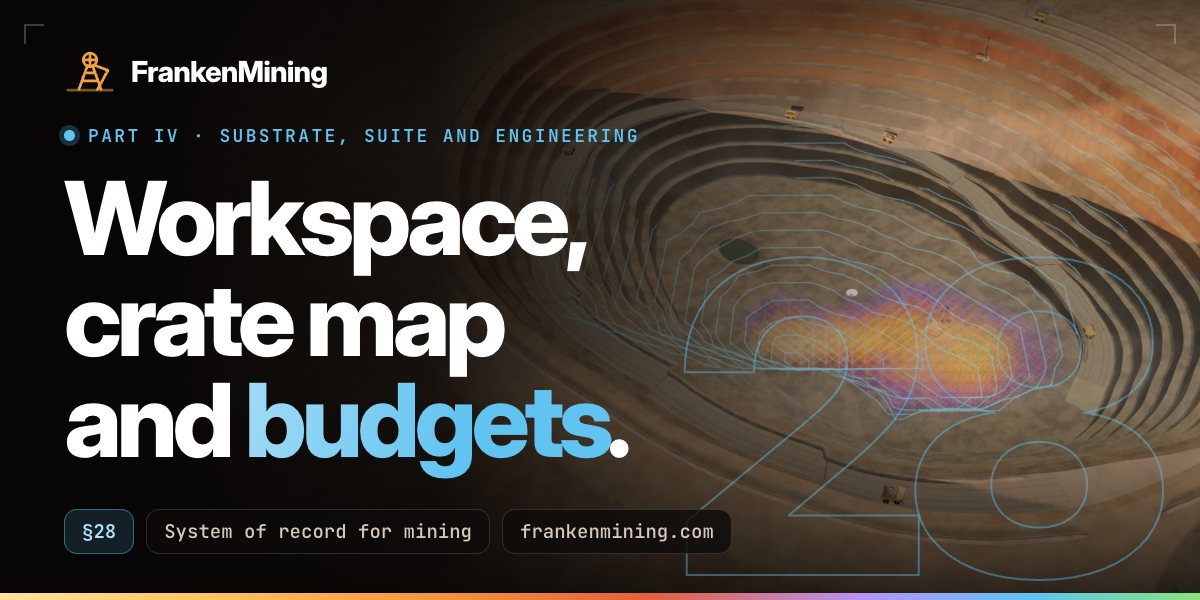 FrankenMining
PART IV · SUBSTRATE, SUITE AND ENGINEERING
Workspace,
crate map
and budgets.
§28
System of record for mining
frankenmining.com
28